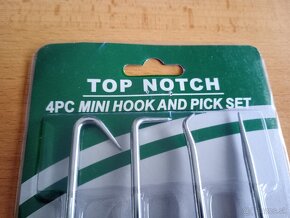 TOP NOTCH
4PC MINI HOOK AND PICK SET